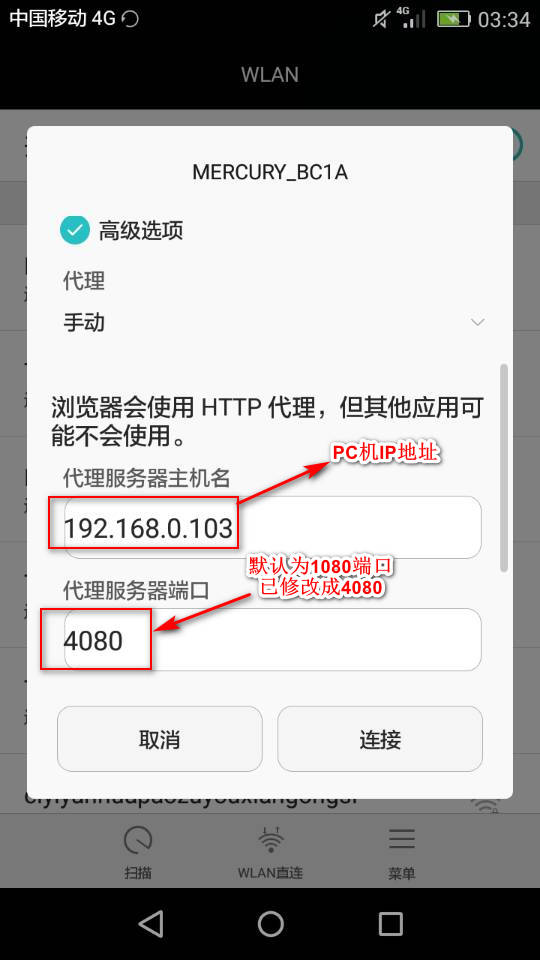 中国移动 4G 4G 03:34
WLAN
MERCURY_BC1A
高级选项
代理
手动
浏览器会使用 HTTP 代理，但其他应用可
能不会使用。
PC机IP地址
代理服务器主机名
192.168.0.103
默认为1080端口
已修改成4080
代理服务器端口
4080
取消
连接
扫描
WLAN直连
菜单